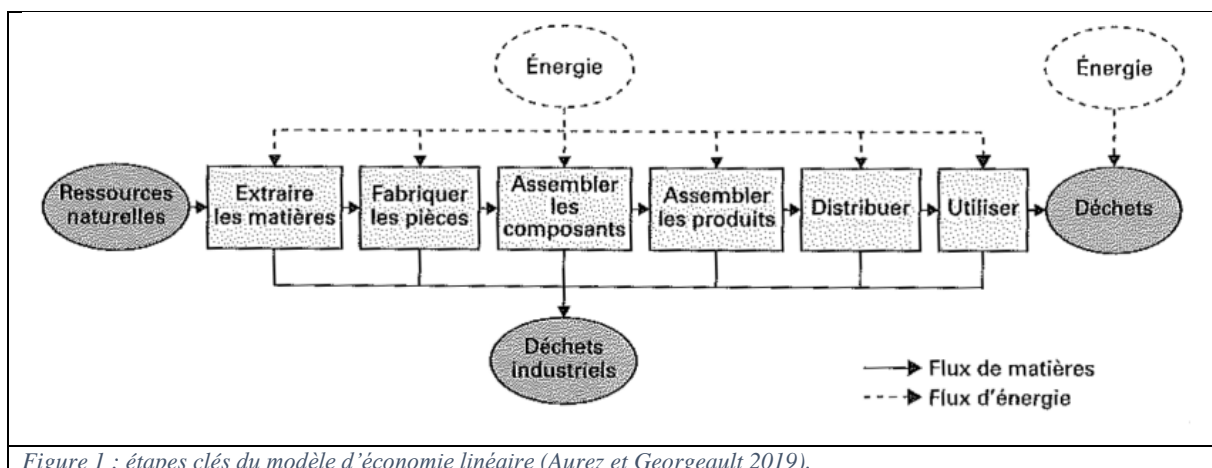 Énergie
Énergie
Ressources
naturelles
Extraire
les matières
Fabriquer
les pièces
Assembler
les
composants
Assembler
les produits
Distribuer
Utiliser
Déchets
Déchets
industriels
Flux de matières
Flux d'énergie
Figure 1 : étapes clés du modèle d'économie linéaire (Aurez et Georgeault 2019).